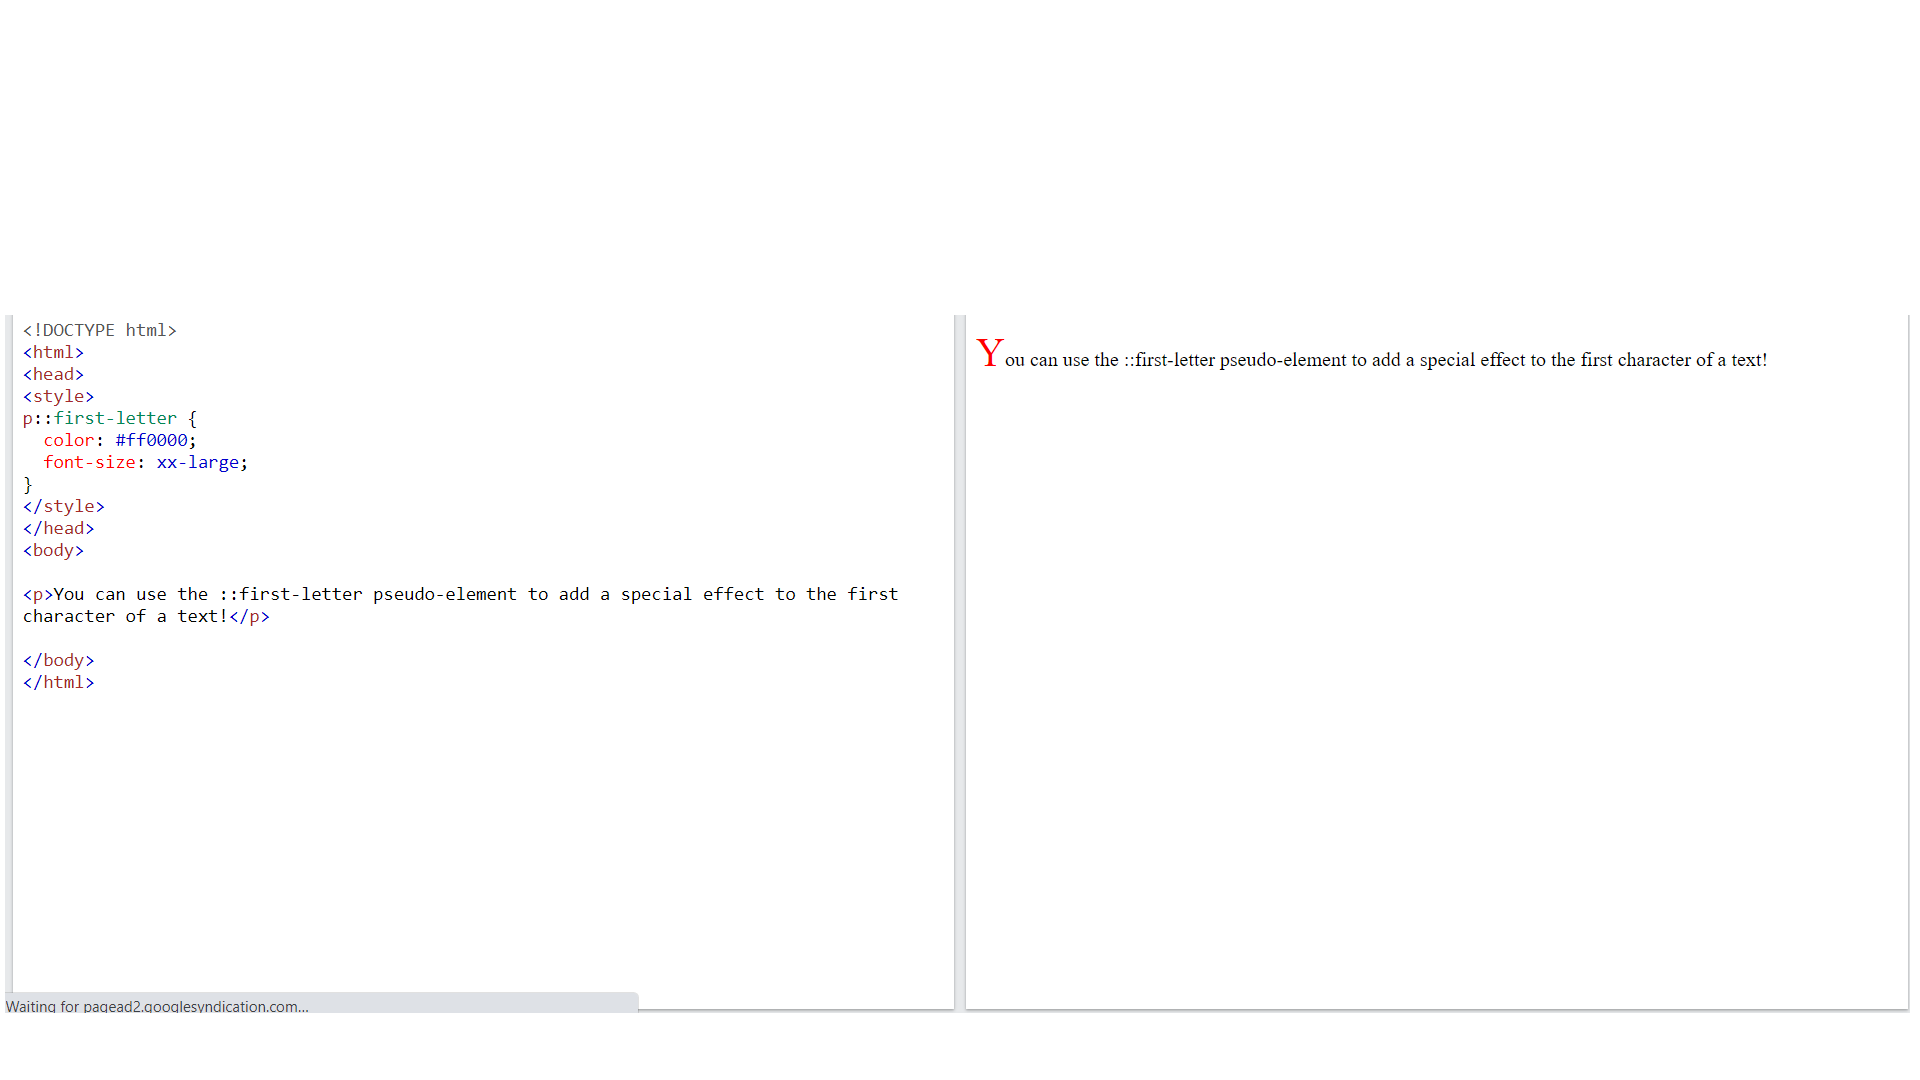 <!DOCTYPE html>
<html>
<head>
<style>
p::first-letter {
  color: #ff0000;
  font-size: xx-large;
}
</style>
</head>
<body>

<p>You can use the ::first-letter pseudo-element to add a special effect to the first
character of a text!</p>

</body>
</html>
Waiting for pagead2.googlesyndication.com...
You can use the ::first-letter pseudo-element to add a special effect to the first character of a text!